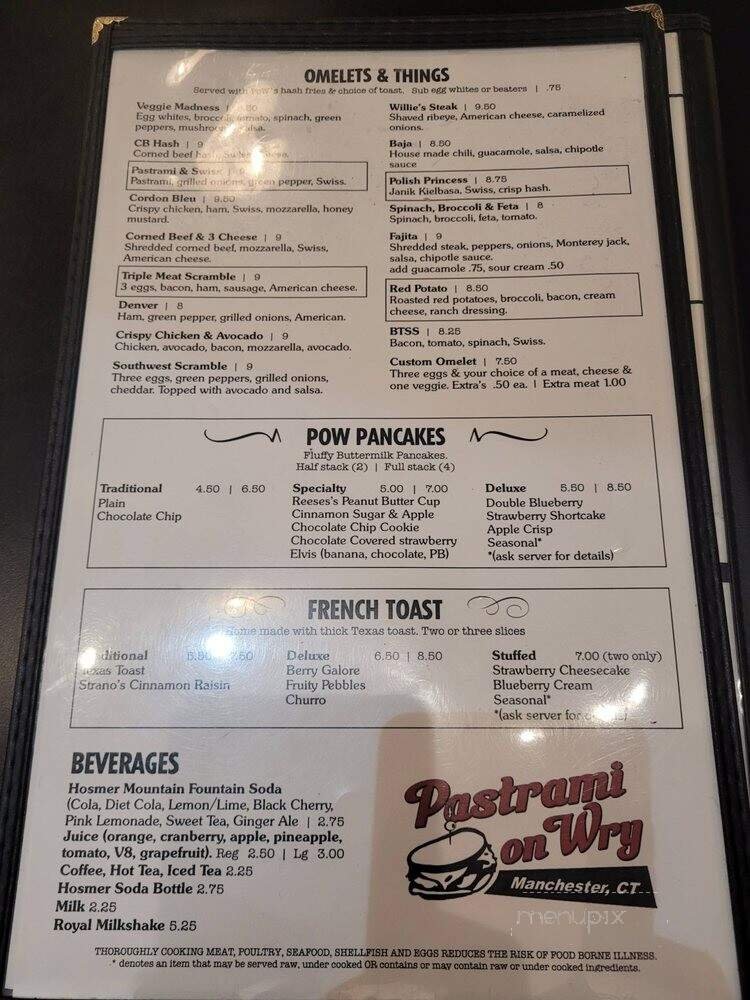 OMELETS & THINGS
Served with PoW's hash fries & choice of toast. Sub egg whites or beaters | .75
Veggie Madness |
Egg whites, broccoli, tomato, spinach, green
peppers, mushroom, salsa.
CB Hash | 9
Corned beef hash, Swiss cheese.
Pastrami & Swiss | 9
Pastrami, grilled onions, green pepper, Swiss.
Cordon Bleu | 9.50
Crispy chicken, ham, Swiss, mozzarella, honey
mustard.
Corned Beef & 3 Cheese | 9
Shredded corned beef, mozzarella, Swiss,
American cheese.
Triple Meat Scramble | 9
3 eggs, bacon, ham, sausage, American cheese.
Denver | 8
Ham, green pepper, grilled onions, American.
Crispy Chicken & Avocado | 9
Chicken, avocado, bacon, mozzarella, avocado.
Southwest Scramble | 9
Three eggs, green peppers, grilled onions,
cheddar. Topped with avocado and salsa.
Willie's Steak | 9.50
Shaved ribeye, American cheese, caramelized
onions.
Baja | 8.50
House made chili, guacamole, salsa, chipotle
sauce
Polish Princess | 8.75
Janik Kielbasa, Swiss, crisp hash.
Spinach, Broccoli & Feta | 8
Spinach, broccoli, feta, tomato.
Fajita | 9
Shredded steak, peppers, onions, Monterey jack,
salsa, chipotle sauce.
add guacamole .75, sour cream .50
Red Potato | 8.50
Roasted red potatoes, broccoli, bacon, cream
cheese, ranch dressing.
BTSS | 8.25
Bacon, tomato, spinach, Swiss.
Custom Omelet | 7.50
Three eggs & your choice of a meat, cheese &
one veggie. Extra's .50 ea. | Extra meat 1.00
POW PANCAKES
Fluffy Buttermilk Pancakes.
Half stack (2) | Full stack (4)
Traditional 4.50 | 6.50
Plain
Chocolate Chip
Specialty 5.00 | 7.00
Reeses's Peanut Butter Cup
Cinnamon Sugar & Apple
Chocolate Chip Cookie
Chocolate Covered strawberry
Elvis (banana, chocolate, PB)
Deluxe 5.50 | 8.50
Double Blueberry
Strawberry Shortcake
Apple Crisp
Seasonal*
*(ask server for details)
FRENCH TOAST
Home made with thick Texas toast. Two or three slices
Traditional 5.50 | 7.50
Texas Toast
Strano's Cinnamon Raisin
Deluxe 6.50 | 8.50
Berry Galore
Fruity Pebbles
Churro
Stuffed 7.00 (two only)
Strawberry Cheesecake
Blueberry Cream
Seasonal*
*(ask server for details)
BEVERAGES
Hosmer Mountain Fountain Soda
(Cola, Diet Cola, Lemon/Lime, Black Cherry,
Pink Lemonade, Sweet Tea, Ginger Ale | 2.75
Juice (orange, cranberry, apple, pineapple,
tomato, V8, grapefruit). Reg 2.50 | Lg 3.00
Coffee, Hot Tea, Iced Tea 2.25
Hosmer Soda Bottle 2.75
Milk 2.25
Royal Milkshake 5.25
Pastrami
on Wry
Manchester, CT
menupix
THOROUGHLY COOKING MEAT, POULTRY, SEAFOOD, SHELLFISH AND EGGS REDUCES THE RISK OF FOOD BORNE ILLNESS.
* denotes an item that may be served raw, under cooked OR contains or may contain raw or under cooked ingredients.